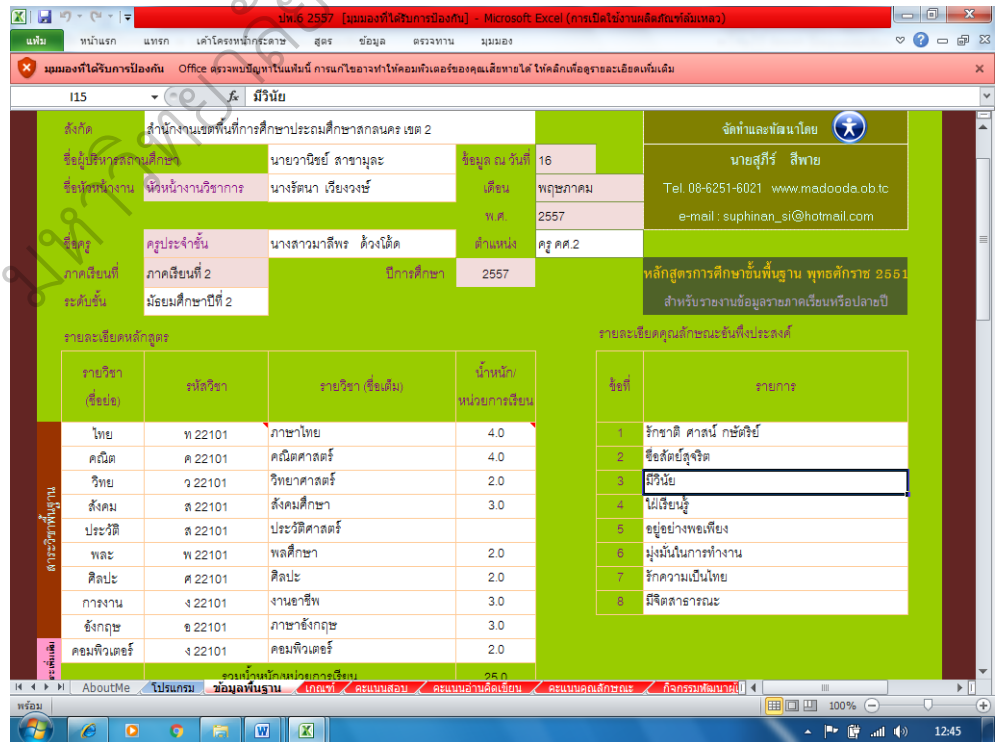 ปพ.6 2557 [มุมมองที่ได้รับการป้องกัน] - Microsoft Excel (การเปิดใช้งานผลิตภัณฑ์ล้มเหลว)
แฟ้ม หน้าแรก แทรก เค้าโครงหน้ากระดาษ สูตร ข้อมูล ตรวจทาน มุมมอง
มุมมองที่ได้รับการป้องกัน Office ตรวจพบปัญหาในแฟ้มนี้ การแก้ไขอาจทำให้คอมพิวเตอร์ของคุณเสียหายได้ ให้คลิกเพื่อดูรายละเอียดเพิ่มเติม
I15 fx มีวินัย
สังกัด สำนักงานเขตพื้นที่การศึกษาประถมศึกษาสกลนคร เขต 2 จัดทำและพัฒนาโดย
ชื่อผู้บริหารสถานศึกษา นายวานิชย์ สาขามุละ ข้อมูล ณ วันที่ 16 นายสุภีร์ สีพาย
ชื่อหัวหน้างาน หัวหน้างานวิชาการ นางรัตนา เวียงวงษ์ เดือน พฤษภาคม Tel. 08-6251-6021 www.madooda.ob.tc
พ.ศ. 2557 e-mail : suphinan_si@hotmail.com
ชื่อครู ครูประจำชั้น นางสาวมาลีพร ด้วงโต้ด ตำแหน่ง ครู คศ.2
ภาคเรียนที่ ภาคเรียนที่ 2 ปีการศึกษา 2557 หลักสูตรการศึกษาขั้นพื้นฐาน พุทธศักราช 2551
ระดับชั้น มัธยมศึกษาปีที่ 2 สำหรับรายงานข้อมูลรายภาคเรียนหรือปลายปี
รายละเอียดหลักสูตร รายละเอียดคุณลักษณะอันพึงประสงค์
รายวิชา (ชื่อย่อ) รหัสวิชา รายวิชา (ชื่อเต็ม) น้ำหนัก/หน่วยการเรียน ข้อที่ รายการ
สาระวิชาพื้นฐาน
ไทย ท 22101 ภาษาไทย 4.0 1 รักชาติ ศาสน์ กษัตริย์
คณิต ค 22101 คณิตศาสตร์ 4.0 2 ซื่อสัตย์สุจริต
วิทย ว 22101 วิทยาศาสตร์ 2.0 3 มีวินัย
สังคม ส 22101 สังคมศึกษา 3.0 4 ใฝ่เรียนรู้
ประวัติ ส 22101 ประวัติศาสตร์ 5 อยู่อย่างพอเพียง
พละ พ 22101 พลศึกษา 2.0 6 มุ่งมั่นในการทำงาน
ศิลปะ ศ 22101 ศิลปะ 2.0 7 รักความเป็นไทย
การงาน ง 22101 งานอาชีพ 3.0 8 มีจิตสาธารณะ
อังกฤษ อ 22101 ภาษาอังกฤษ 3.0
คอมพิวเตอร์ ง 22101 คอมพิวเตอร์ 2.0
รวมน้ำหนัก/หน่วยการเรียน 25.0
AboutMe โปรแกรม ข้อมูลพื้นฐาน เกณฑ์ คะแนนสอบ คะแนนอ่านคิดเขียน คะแนนคุณลักษณะ กิจกรรมพัฒนาผู้
พร้อม 100%
12:45